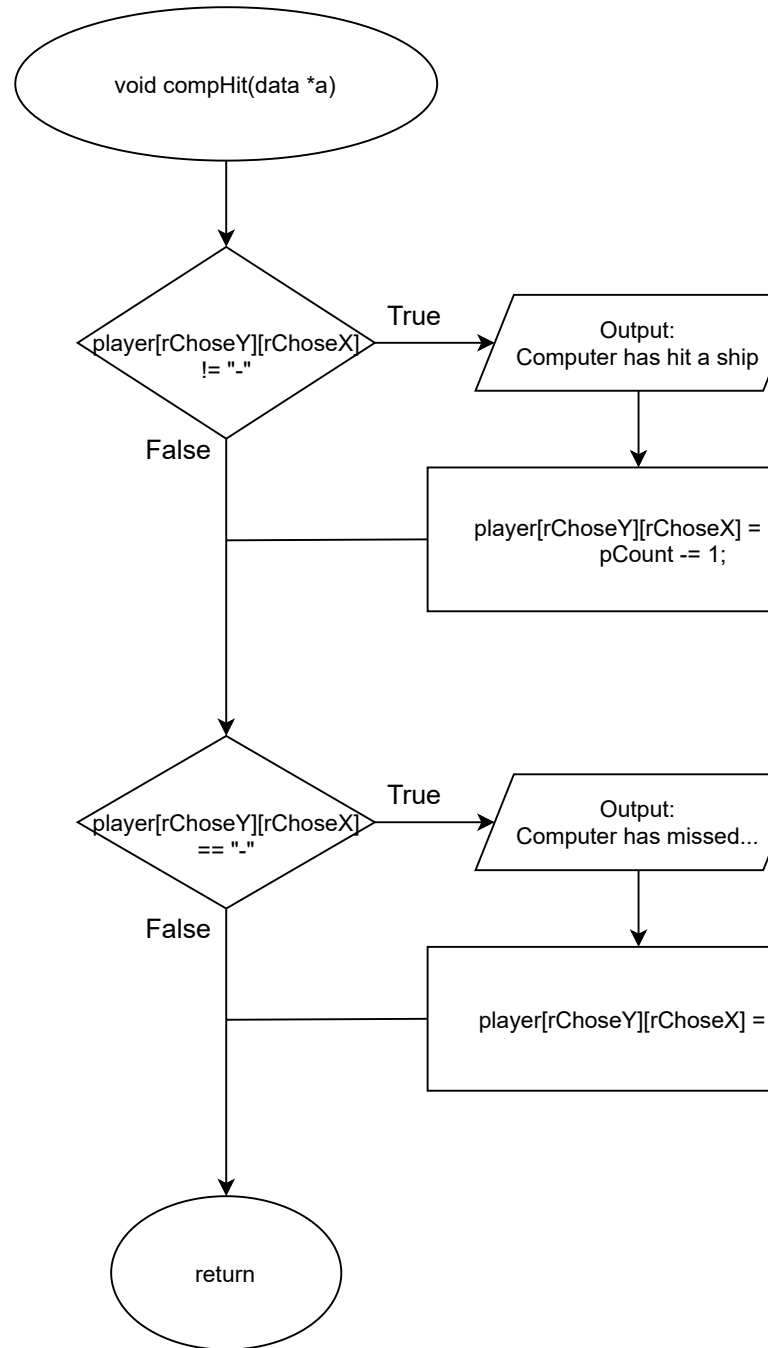 void compHit(data *a)
player[rChoseY][rChoseX]
!= "-"
True
Output:
Computer has hit a ship
False
player[rChoseY][rChoseX] =
pCount -= 1;
player[rChoseY][rChoseX]
== "-"
True
Output:
Computer has missed...
False
player[rChoseY][rChoseX] =
return